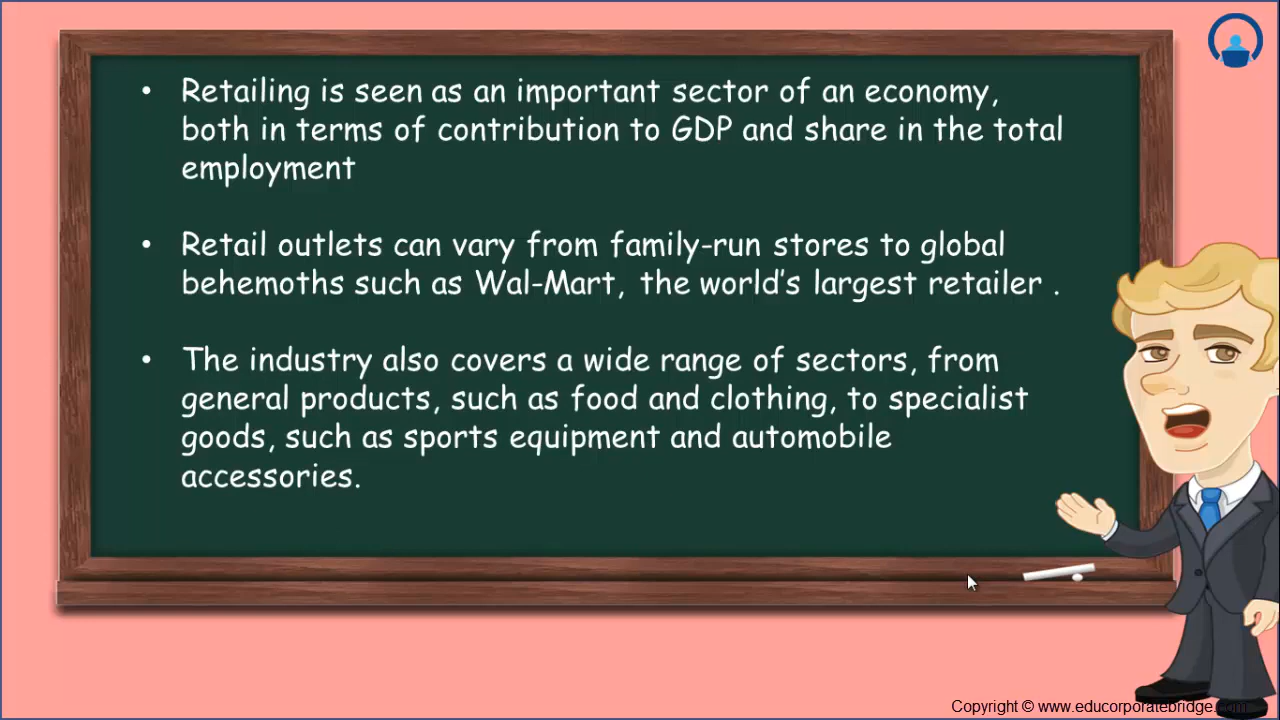 • Retailing is seen as an important sector of an economy,
both in terms of contribution to GDP and share in the total
employment
• Retail outlets can vary from family-run stores to global
behemoths such as Wal-Mart, the world's largest retailer .
• The industry also covers a wide range of sectors, from
general products, such as food and clothing, to specialist
goods, such as sports equipment and automobile
accessories.
Copyright © www.educorporatebridge.com